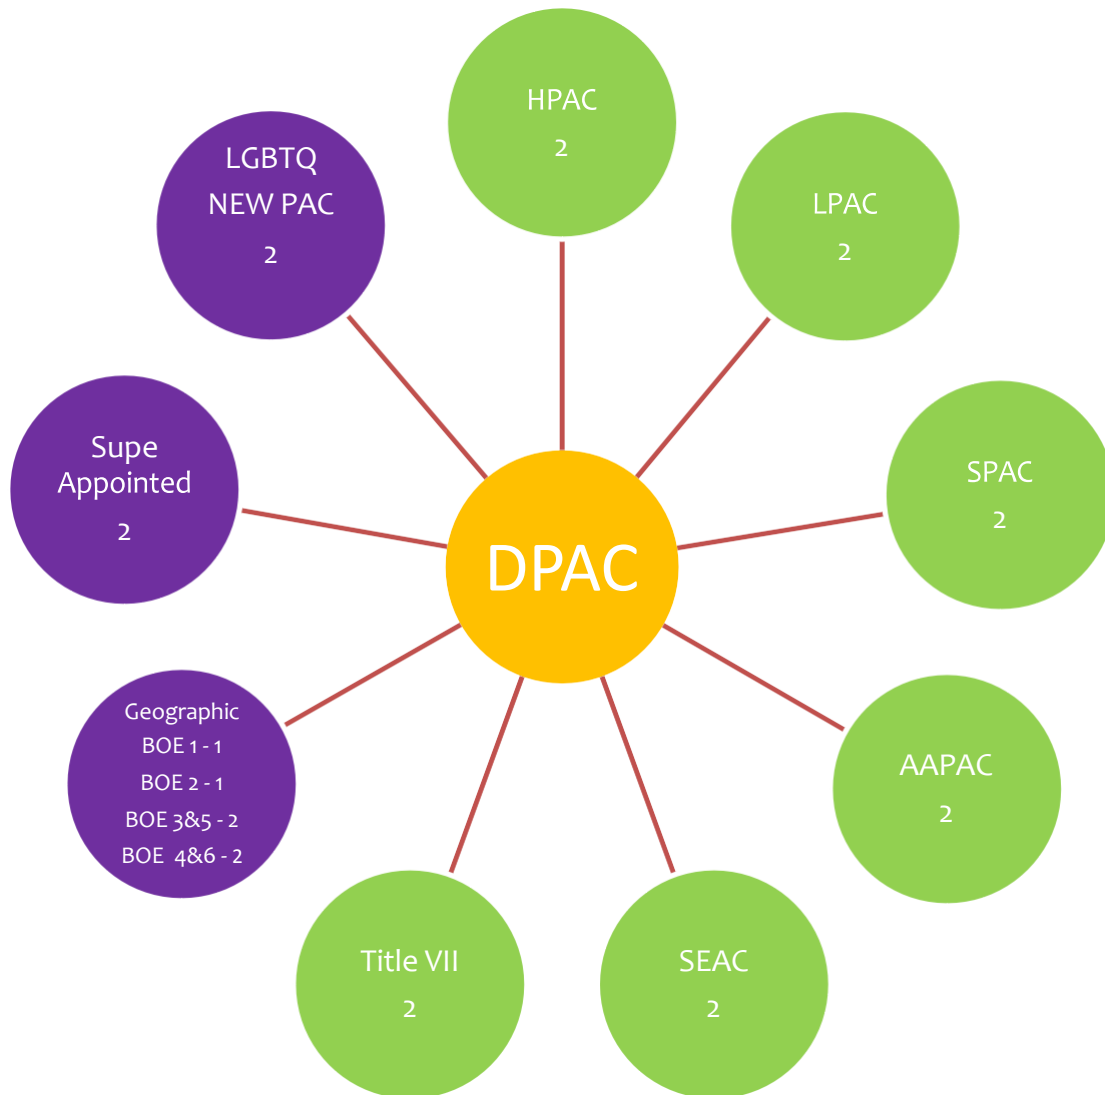 HPAC
2
LPAC
2
SPAC
2
AAPAC
2
SEAC
2
Title VII
2
Geographic
BOE 1 - 1
BOE 2 - 1
BOE 3&5 - 2
BOE 4&6 - 2
Supe
Appointed
2
LGBTQ
NEW PAC
2
DPAC